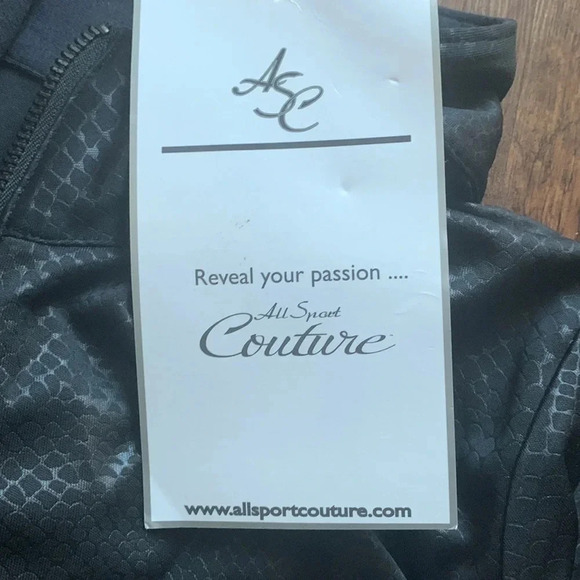 ASC
Reveal your passion ....
All Sport
Couture
www.allsportcouture.com